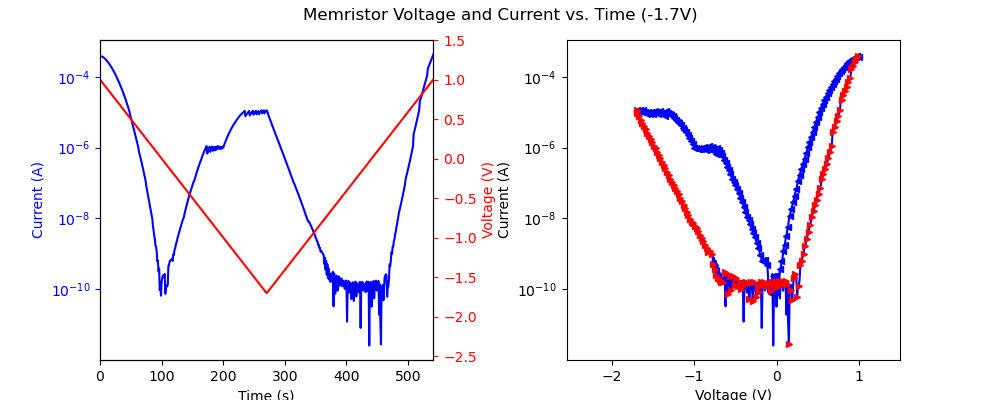 Memristor Voltage and Current vs. Time (-1.7V)
1.5
1.0
0.5
0.0
−0.5
−1.0
−1.5
−2.0
−2.5
10⁻⁴
10⁻⁶
10⁻⁸
10⁻¹⁰
Current (A)
Voltage (V)
0 100 200 300 400 500
Time (s)
10⁻⁴
10⁻⁶
10⁻⁸
10⁻¹⁰
Current (A)
−2 −1 0 1
Voltage (V)